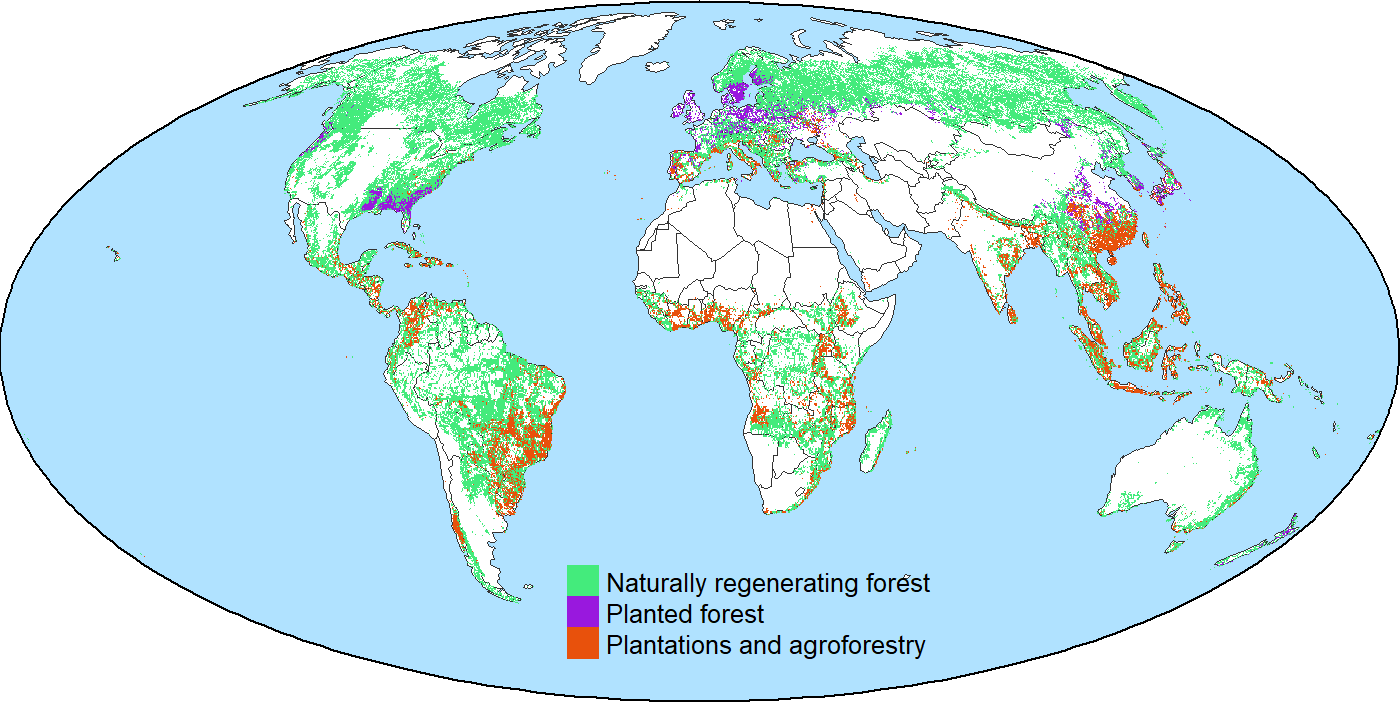 Naturally regenerating forest
Planted forest
Plantations and agroforestry